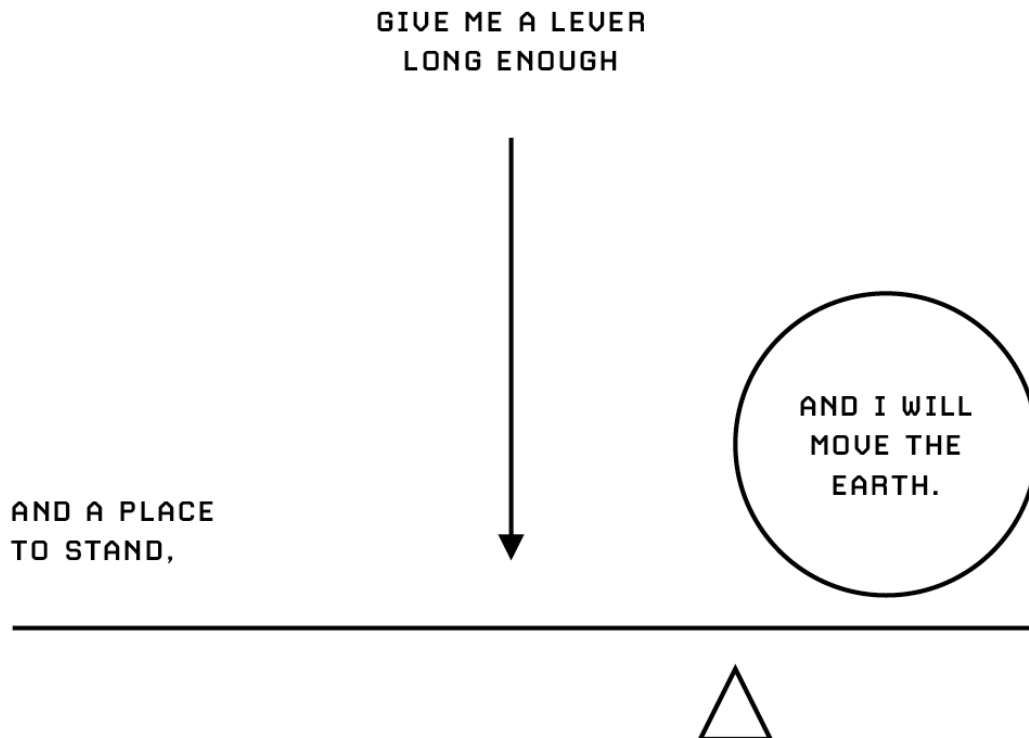 GIVE ME A LEVER
LONG ENOUGH
AND A PLACE
TO STAND,
AND I WILL
MOVE THE
EARTH.